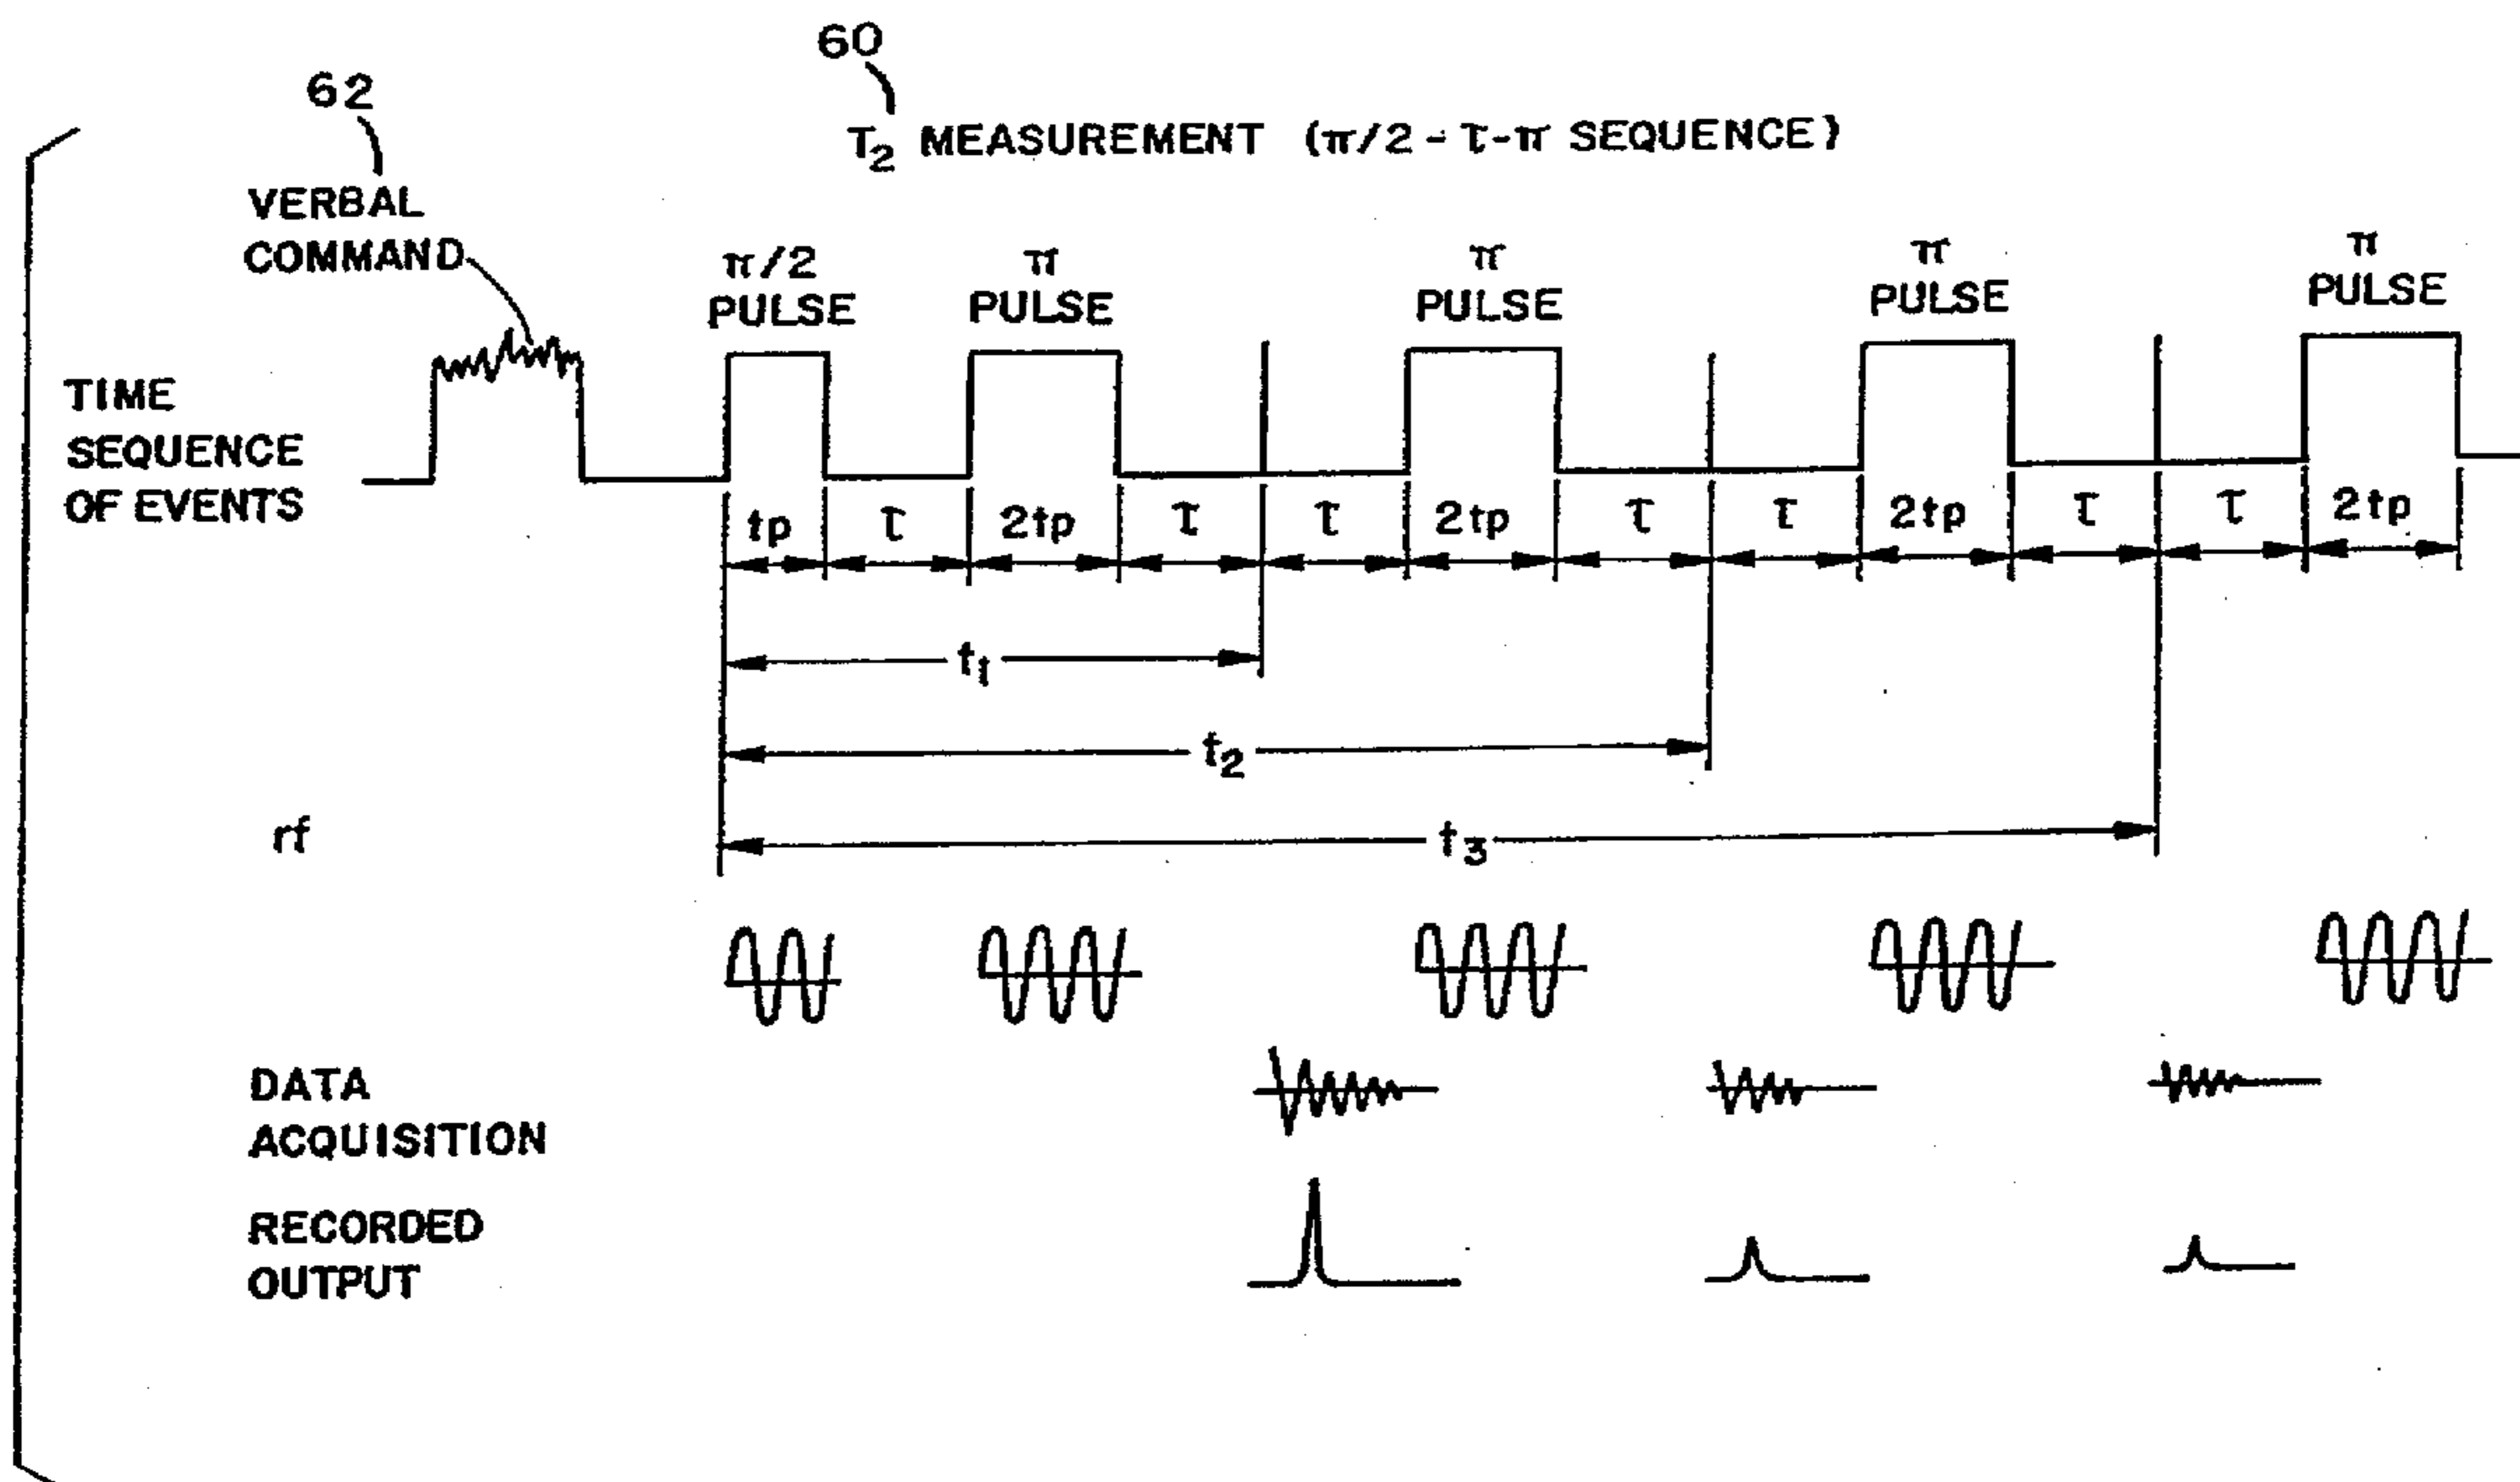 60
62
T₂ MEASUREMENT (π/2 - τ-π SEQUENCE)
VERBAL
COMMAND
π/2
PULSE
π
PULSE
π
PULSE
π
PULSE
π
PULSE
TIME
SEQUENCE
OF EVENTS
tp τ 2tp τ τ 2tp τ τ 2tp τ τ 2tp
t₁
t₂
rf
t₃
DATA
ACQUISITION
RECORDED
OUTPUT